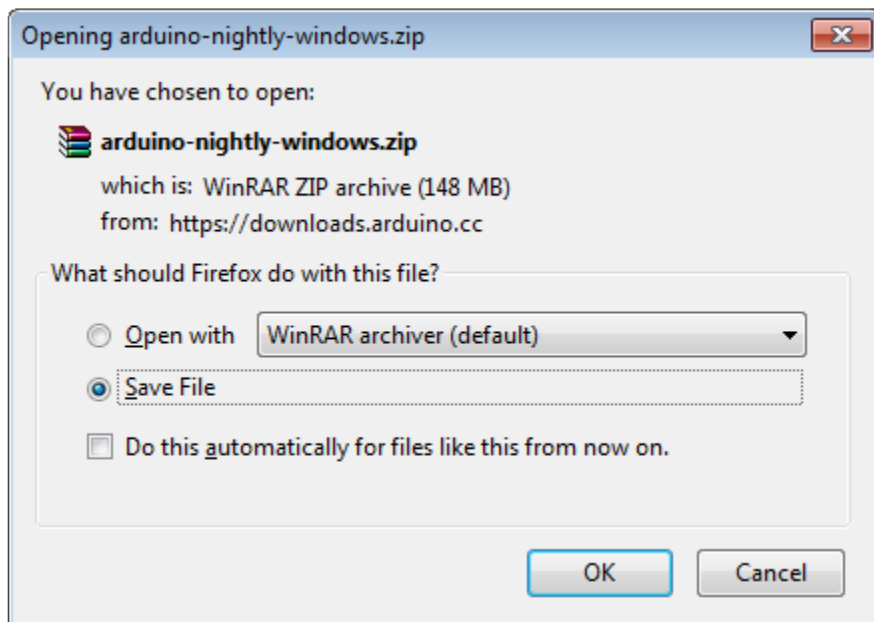 Opening arduino-nightly-windows.zip
You have chosen to open:
arduino-nightly-windows.zip
which is: WinRAR ZIP archive (148 MB)
from: https://downloads.arduino.cc
What should Firefox do with this file?
Open with WinRAR archiver (default)
Save File
Do this automatically for files like this from now on.
OK Cancel